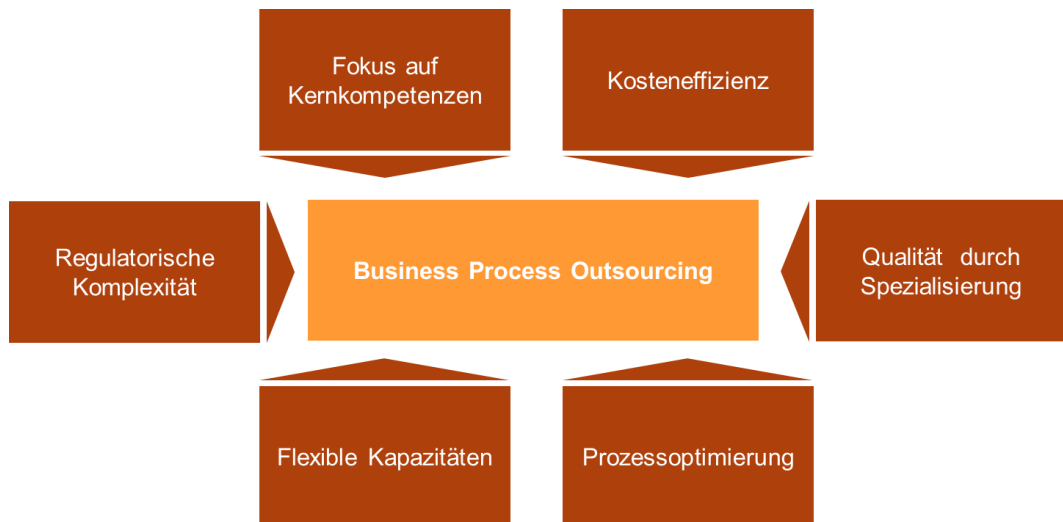 Fokus auf
Kernkompetenzen
Kosteneffizienz
Regulatorische
Komplexität
Business Process Outsourcing
Qualität durch
Spezialisierung
Flexible Kapazitäten
Prozessoptimierung